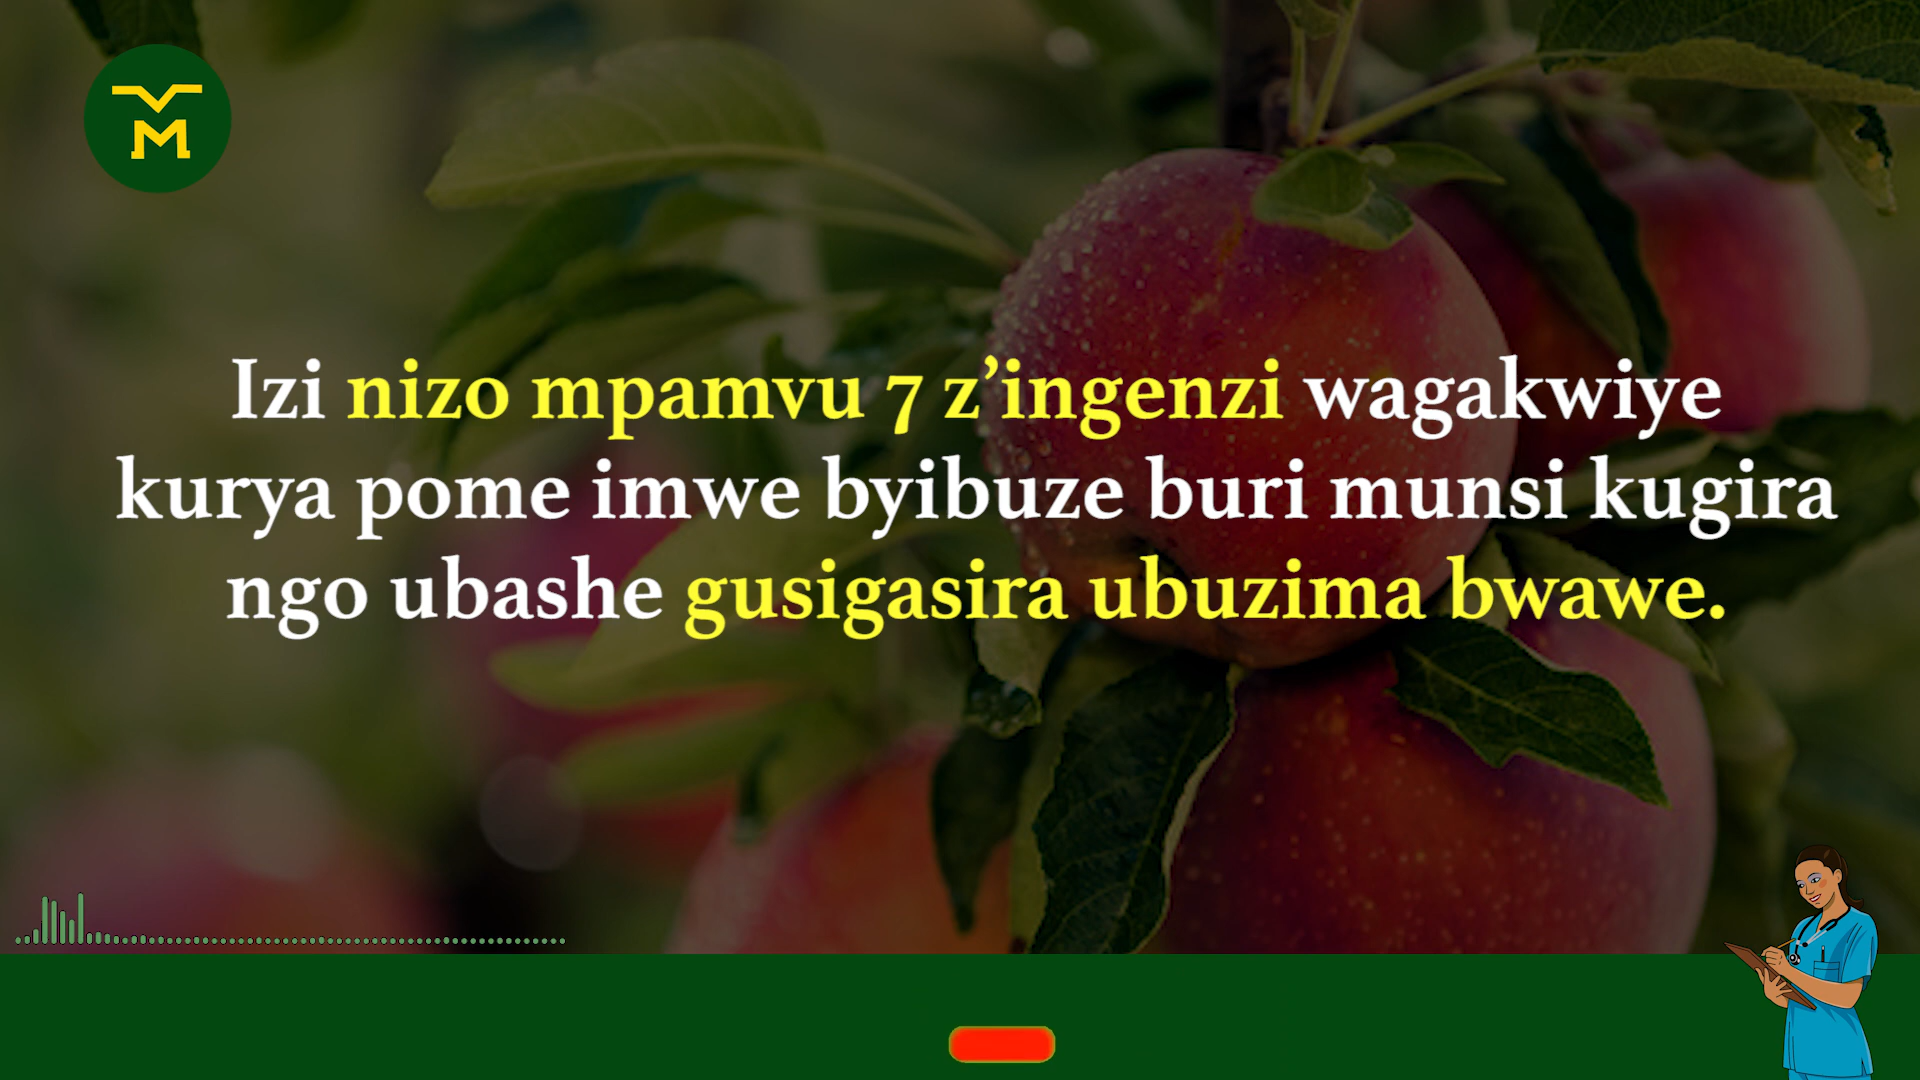 Izi nizo mpamvu 7 z’ingenzi wagakwiye
kurya pome imwe byibuze buri munsi kugira
ngo ubashe gusigasira ubuzima bwawe.